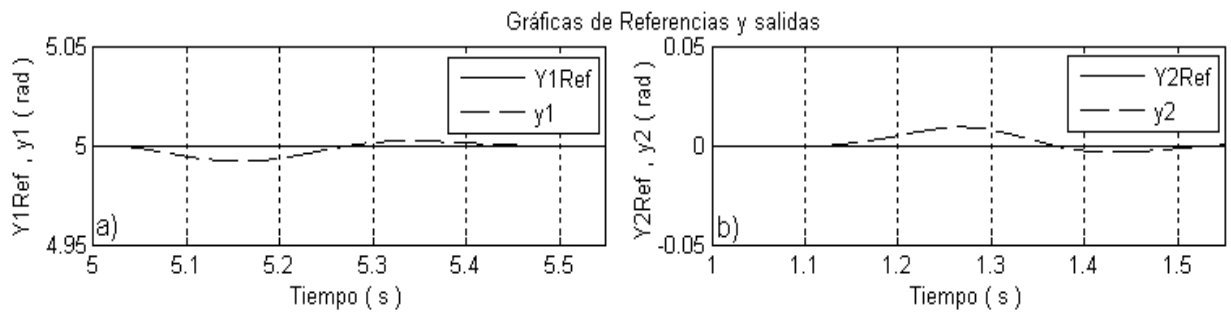 Gráficas de Referencias y salidas
Y1Ref , y1 ( rad )
5.05
5
4.95
a)
Y1Ref
y1
5
5.1
5.2
5.3
5.4
5.5
Tiempo ( s )
Y2Ref , y2 ( rad )
0.05
0
-0.05
b)
Y2Ref
y2
1
1.1
1.2
1.3
1.4
1.5
Tiempo ( s )